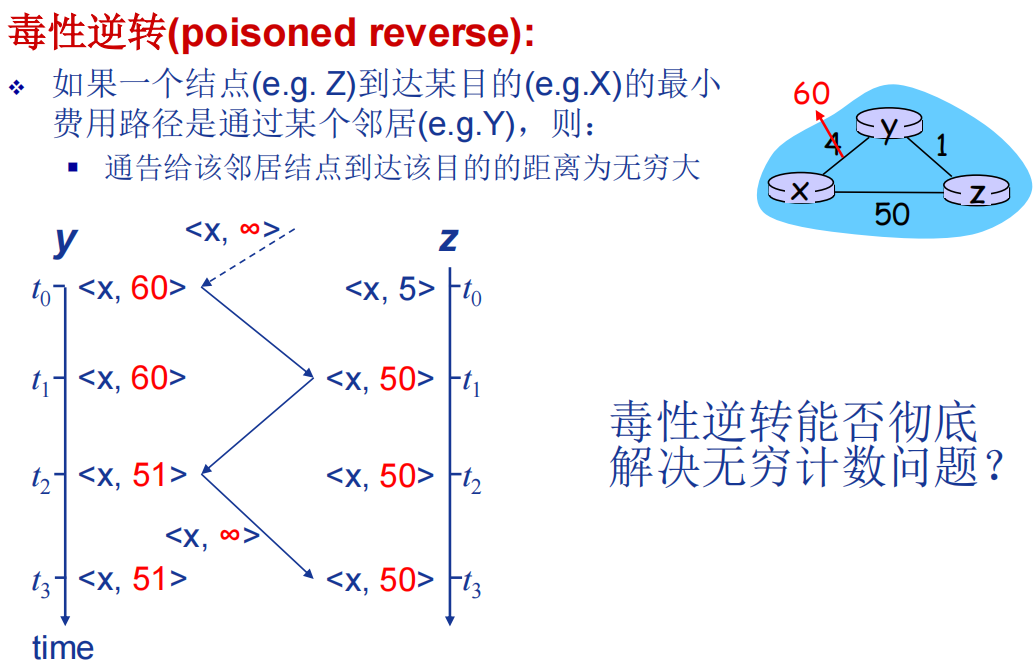 毒性逆转(poisoned reverse):
❖ 如果一个结点(e.g. Z)到达某目的(e.g.X)的最小
费用路径是通过某个邻居(e.g.Y)，则：
▪ 通告给该邻居结点到达该目的的距离为无穷大
60
4
y
1
x
z
50
y
<x, ∞>
z
t0 <x, 60>
<x, 5> t0
t1 <x, 60>
<x, 50> t1
t2 <x, 51>
<x, 50> t2
<x, ∞>
t3 <x, 51>
<x, 50> t3
time
毒性逆转能否彻底
解决无穷计数问题？